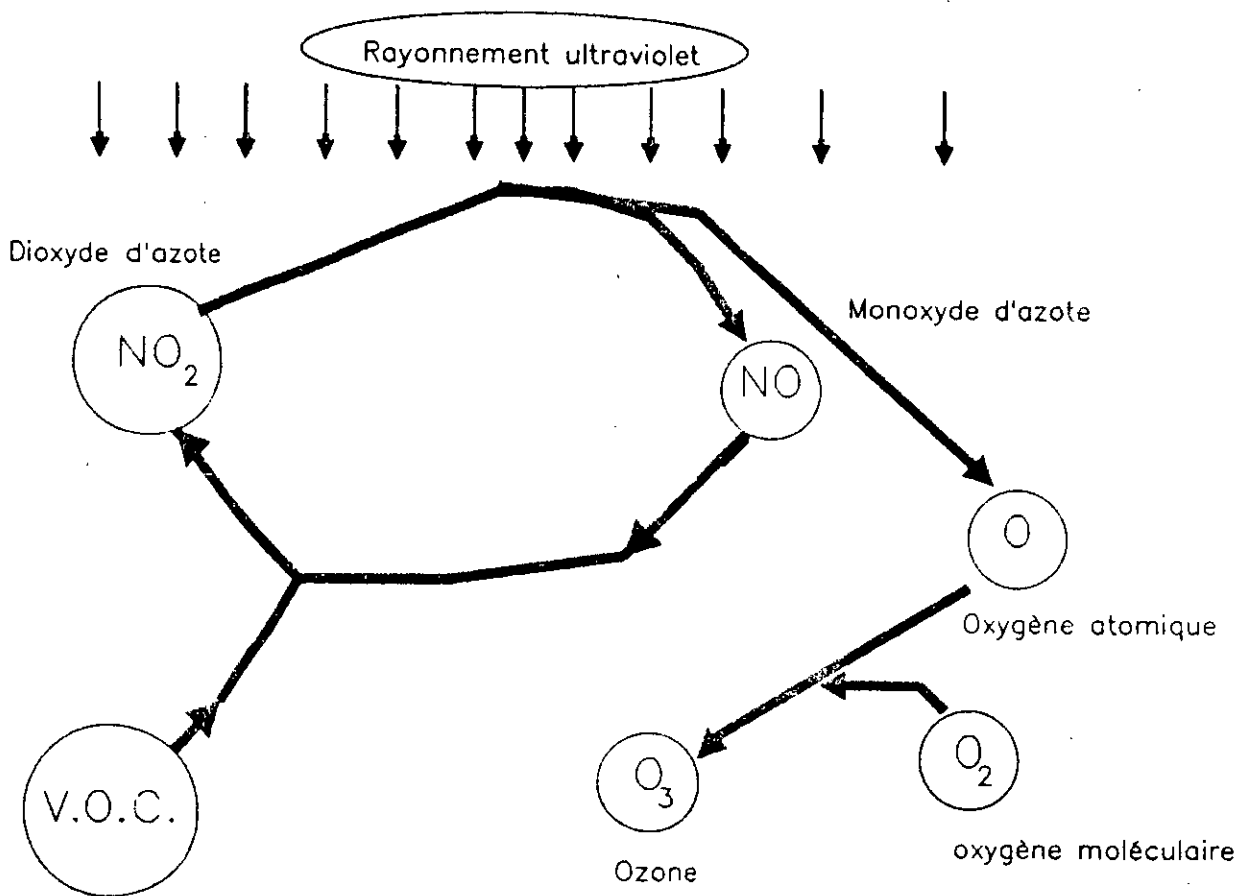 Rayonnement ultraviolet
Dioxyde d'azote
Monoxyde d'azote
NO₂
NO
O
Oxygène atomique
V.O.C.
O₃
O₂
oxygène moléculaire
Ozone